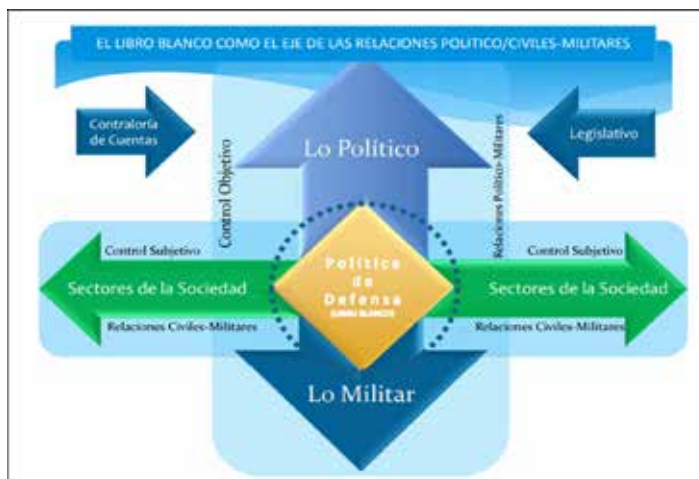 EL LIBRO BLANCO COMO EL EJE DE LAS RELACIONES POLITICO/CIVILES-MILITARES
Contraloría
de Cuentas
Lo Político
Legislativo
Control Objetivo
Relaciones Político-Militares
Control Subjetivo
Sectores de la Sociedad
Relaciones Civiles-Militares
Política
de
Defensa
(LIBRO BLANCO)
Control Subjetivo
Sectores de la Sociedad
Relaciones Civiles-Militares
Lo Militar